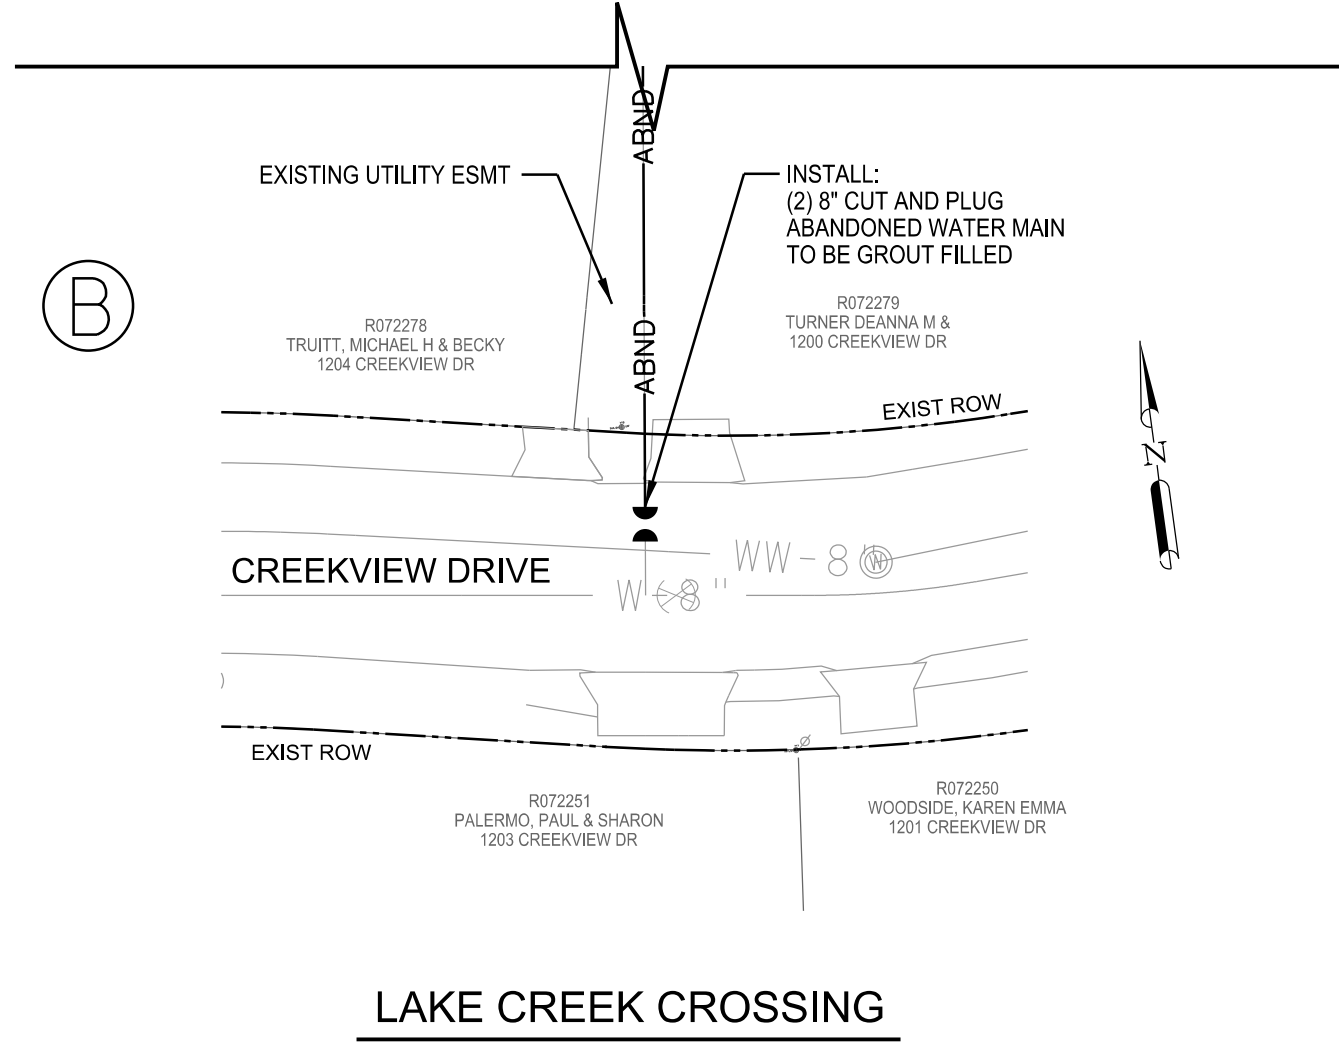 ABND
EXISTING UTILITY ESMT
INSTALL:
(2) 8" CUT AND PLUG
ABANDONED WATER MAIN
TO BE GROUT FILLED
B
R072279
TURNER DEANNA M &
1200 CREEKVIEW DR
R072278
TRUITT, MICHAEL H & BECKY
1204 CREEKVIEW DR
ABND
EXIST ROW
N
WW-8
W
CREEKVIEW DRIVE
W-8"
EXIST ROW
R072251
PALERMO, PAUL & SHARON
1203 CREEKVIEW DR
R072250
WOODSIDE, KAREN EMMA
1201 CREEKVIEW DR
LAKE CREEK CROSSING